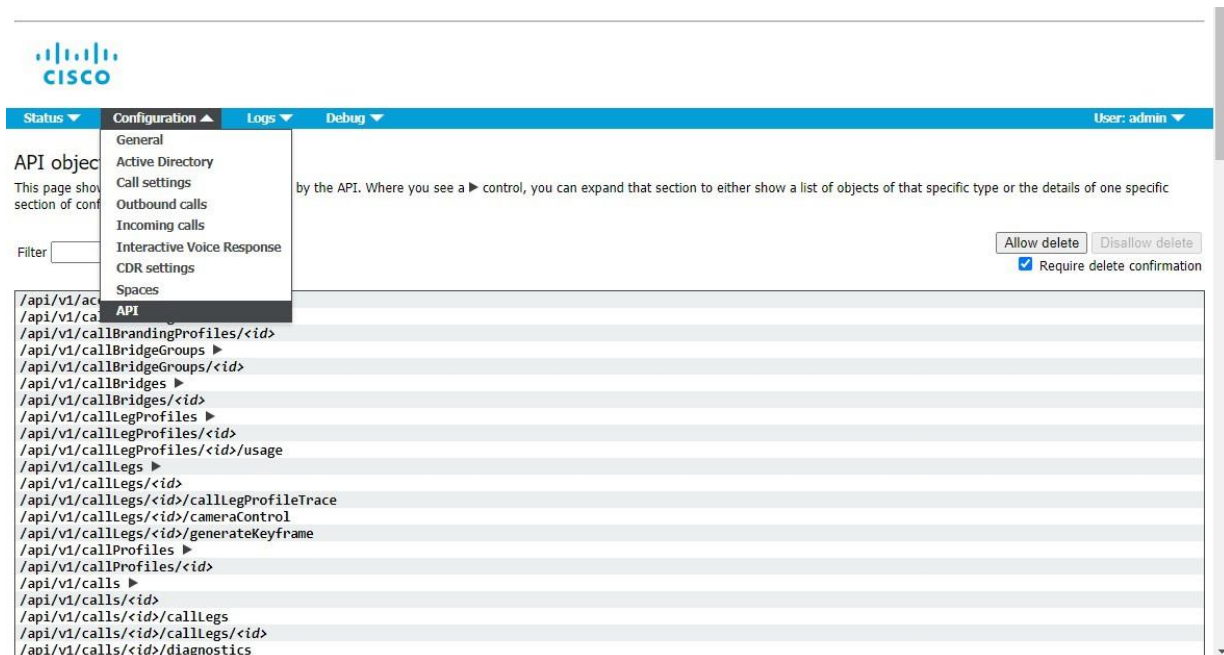 CISCO
Status ▼ Configuration ▲ Logs ▼ Debug ▼ User: admin ▼
General
API objec
Active Directory
Call settings
This page show by the API. Where you see a ▶ control, you can expand that section to either show a list of objects of that specific type or the details of one specific
section of conf
Outbound calls
Incoming calls
Filter Interactive Voice Response Allow delete Disallow delete
CDR settings Require delete confirmation
Spaces
/api/v1/ac
API
/api/v1/ca
/api/v1/callBrandingProfiles/<id>
/api/v1/callBridgeGroups ▶
/api/v1/callBridgeGroups/<id>
/api/v1/callBridges ▶
/api/v1/callBridges/<id>
/api/v1/callLegProfiles ▶
/api/v1/callLegProfiles/<id>
/api/v1/callLegProfiles/<id>/usage
/api/v1/callLegs ▶
/api/v1/callLegs/<id>
/api/v1/callLegs/<id>/callLegProfileTrace
/api/v1/callLegs/<id>/cameraControl
/api/v1/callLegs/<id>/generateKeyframe
/api/v1/callProfiles ▶
/api/v1/callProfiles/<id>
/api/v1/calls ▶
/api/v1/calls/<id>
/api/v1/calls/<id>/callLegs
/api/v1/calls/<id>/callLegs/<id>
/api/v1/calls/<id>/diagnostics